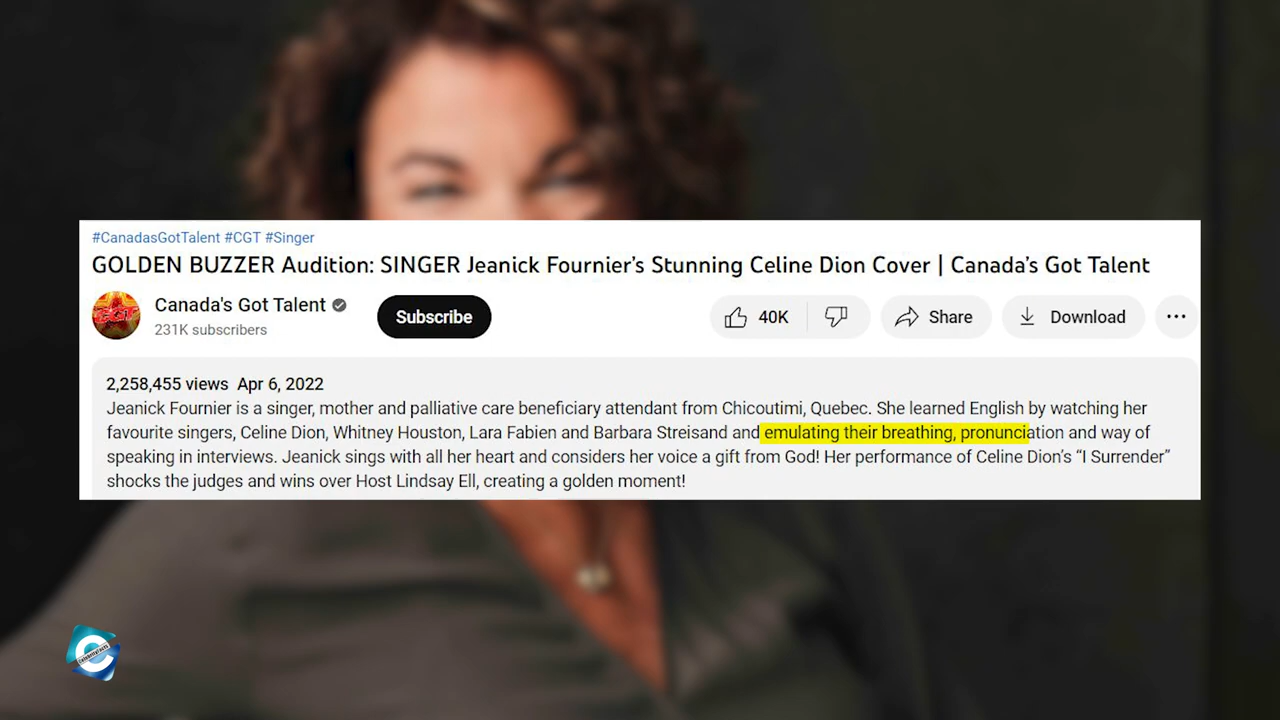 #CanadasGotTalent #CGT #Singer
GOLDEN BUZZER Audition: SINGER Jeanick Fournier’s Stunning Celine Dion Cover | Canada’s Got Talent
CGT
Canada's Got Talent
231K subscribers
Subscribe
40K
Share
Download
2,258,455 views Apr 6, 2022
Jeanick Fournier is a singer, mother and palliative care beneficiary attendant from Chicoutimi, Quebec. She learned English by watching her
favourite singers, Celine Dion, Whitney Houston, Lara Fabien and Barbara Streisand and emulating their breathing, pronunciation and way of
speaking in interviews. Jeanick sings with all her heart and considers her voice a gift from God! Her performance of Celine Dion’s “I Surrender”
shocks the judges and wins over Host Lindsay Ell, creating a golden moment!